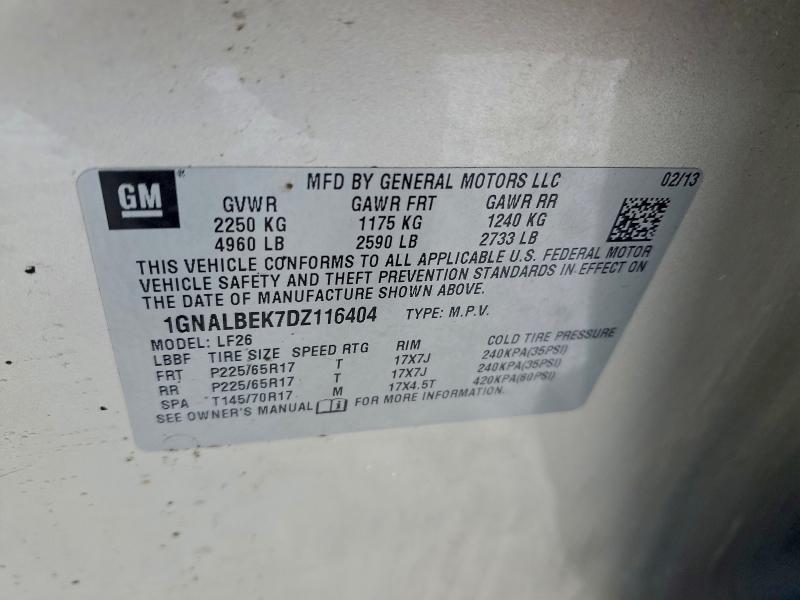 GM
MFD BY GENERAL MOTORS LLC 02/13
GVWR GAWR FRT GAWR RR
2250 KG 1175 KG 1240 KG
4960 LB 2590 LB 2733 LB
THIS VEHICLE CONFORMS TO ALL APPLICABLE U.S. FEDERAL MOTOR
VEHICLE SAFETY AND THEFT PREVENTION STANDARDS IN EFFECT ON
THE DATE OF MANUFACTURE SHOWN ABOVE.
1GNALBEK7DZ116404 TYPE: M.P.V.
MODEL: LF26
LBBF TIRE SIZE SPEED RTG RIM COLD TIRE PRESSURE
FRT P225/65R17 T 17X7J 240KPA(35PSI)
RR P225/65R17 T 17X7J 240KPA(35PSI)
SPA T145/70R17 M 17X4.5T 420KPA(60PSI)
SEE OWNER'S MANUAL FOR MORE INFORMATION.